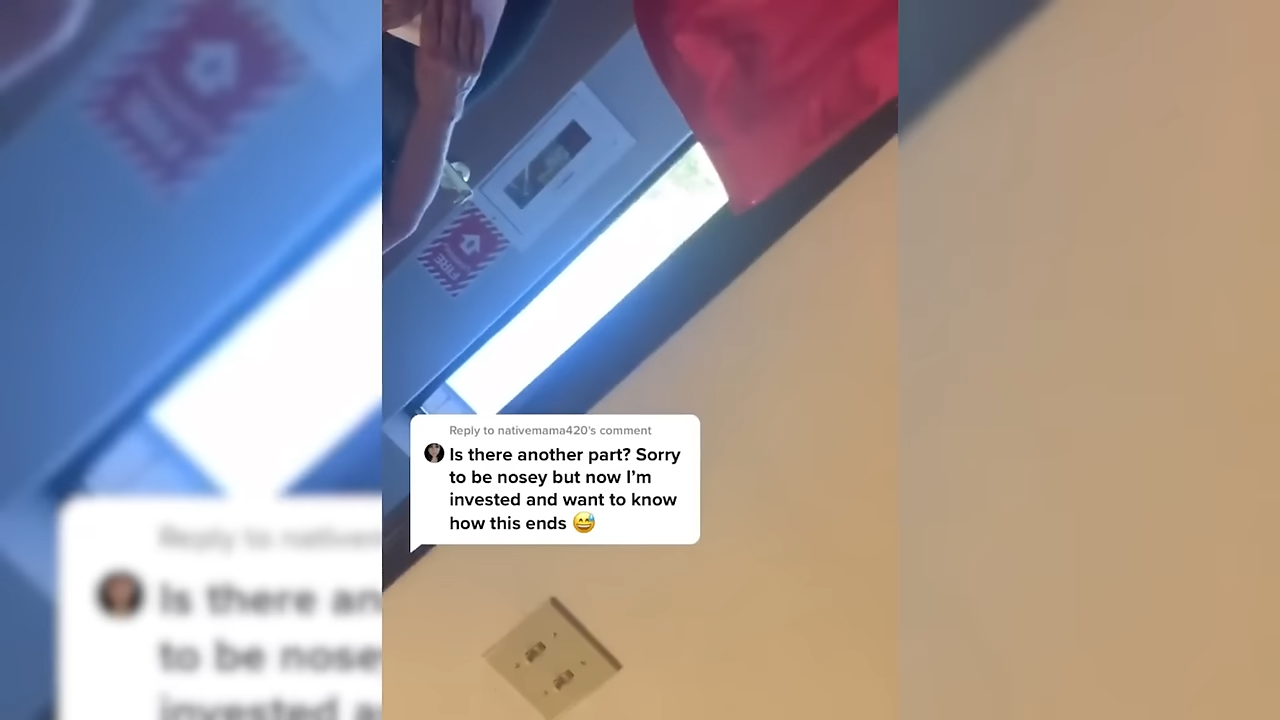 FIRE
Reply to nativemama420's comment
Is there another part? Sorry
to be nosey but now I'm
invested and want to know
how this ends 😅